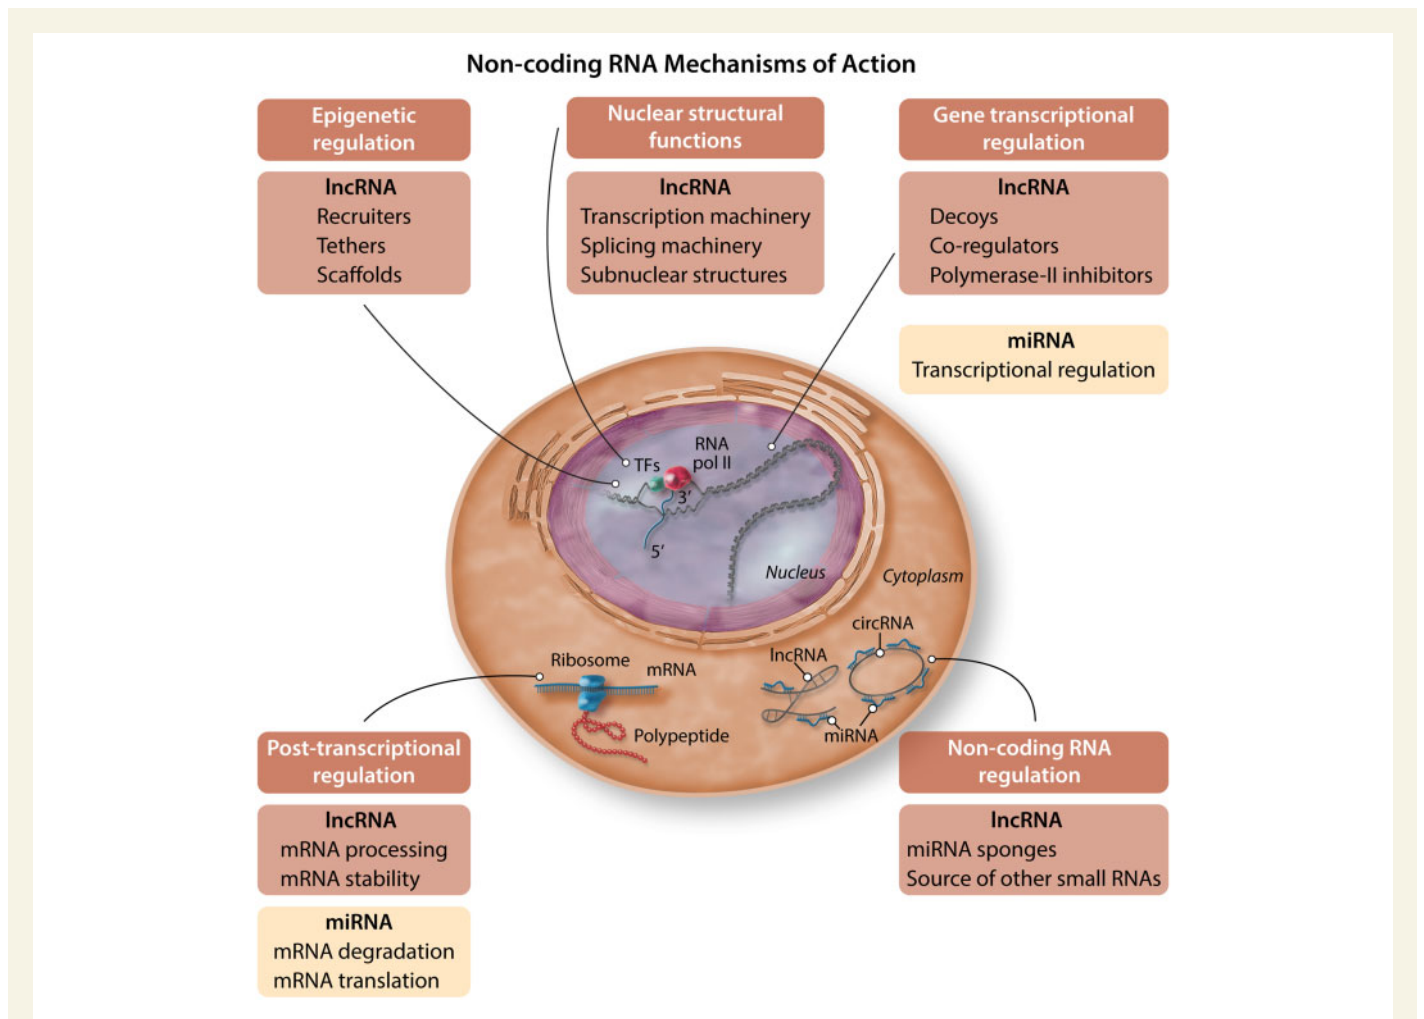 Non-coding RNA Mechanisms of Action
Epigenetic
regulation
lncRNA
Recruiters
Tethers
Scaffolds
Nuclear structural
functions
lncRNA
Transcription machinery
Splicing machinery
Subnuclear structures
Gene transcriptional
regulation
lncRNA
Decoys
Co-regulators
Polymerase-II inhibitors
miRNA
Transcriptional regulation
TFs
RNA
pol II
3′
5′
Nucleus
Cytoplasm
circRNA
lncRNA
miRNA
Ribosome
mRNA
Polypeptide
Post-transcriptional
regulation
lncRNA
mRNA processing
mRNA stability
miRNA
mRNA degradation
mRNA translation
Non-coding RNA
regulation
lncRNA
miRNA sponges
Source of other small RNAs